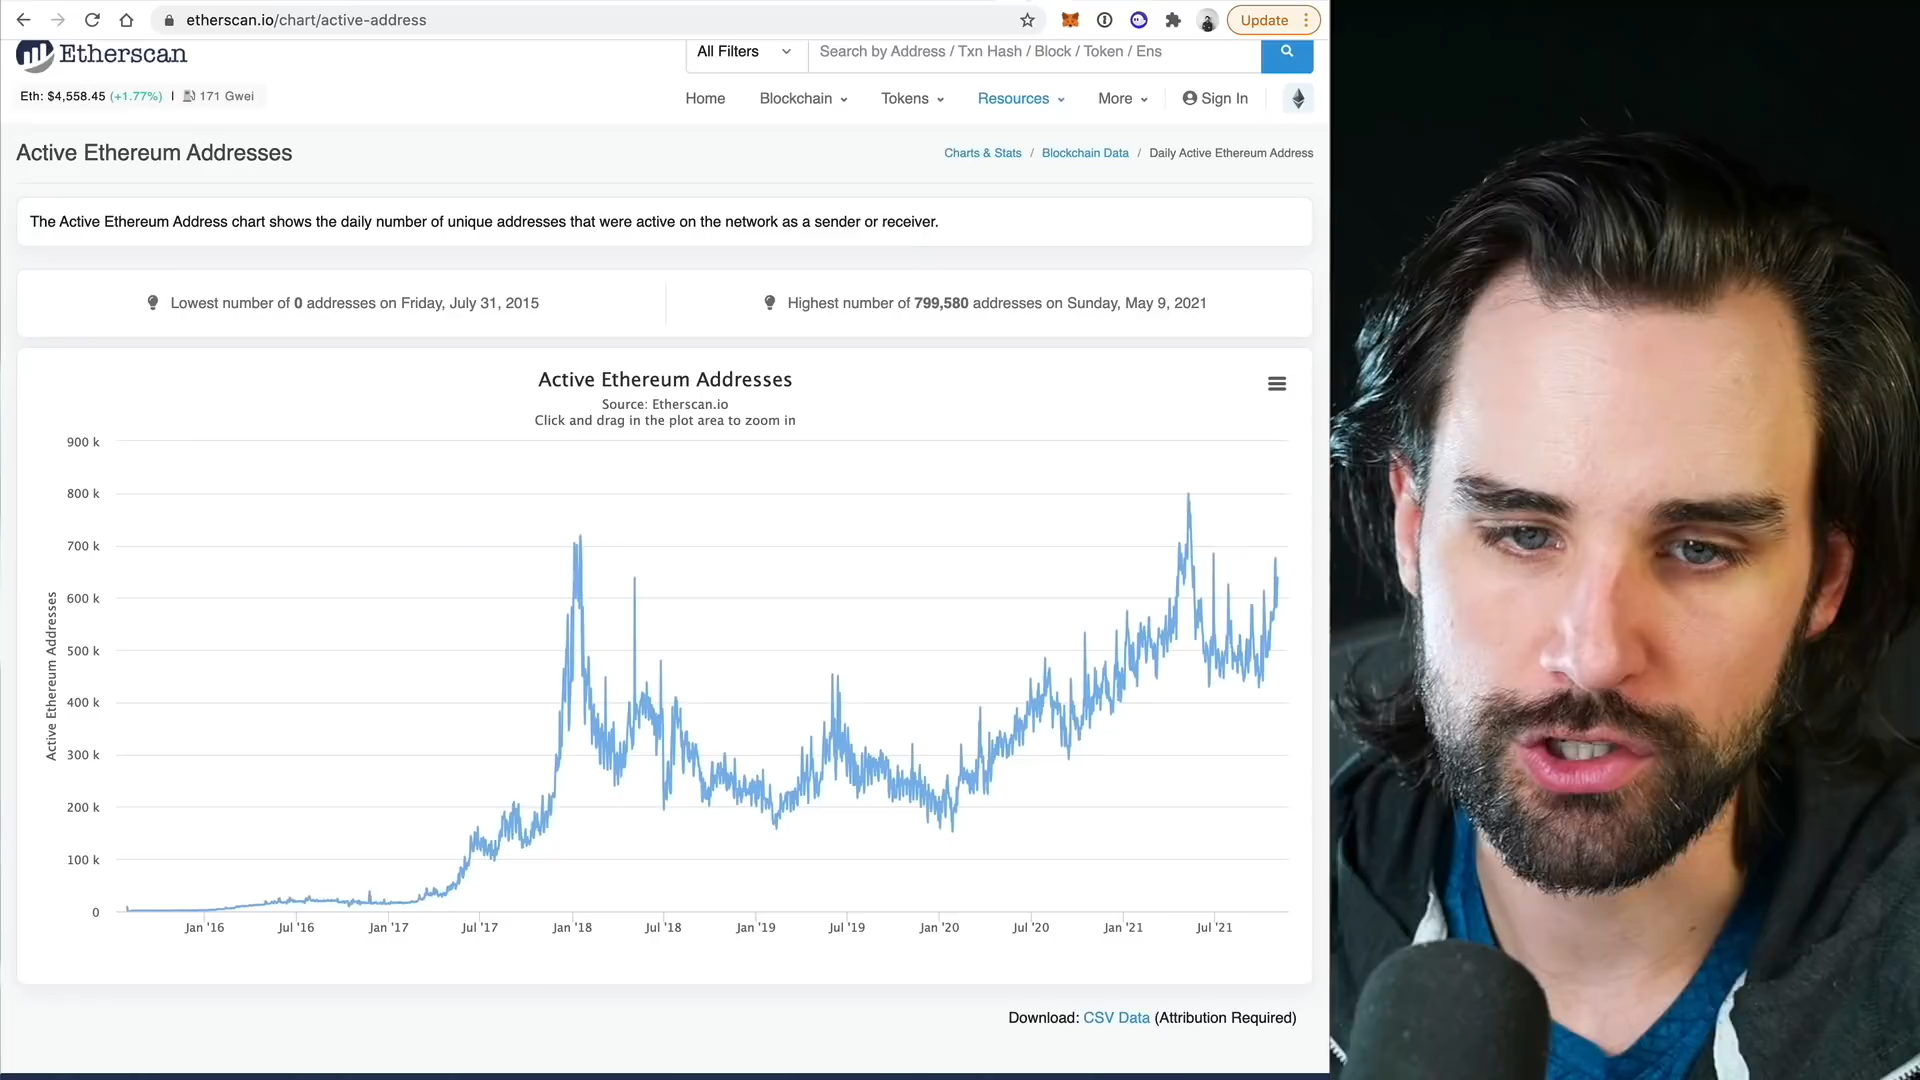 etherscan.io/chart/active-address
Update
Etherscan
All Filters
Search by Address / Txn Hash / Block / Token / Ens
Eth: $4,558.45 (+1.77%) | 171 Gwei
Home Blockchain Tokens Resources More Sign In
Active Ethereum Addresses
Charts & Stats / Blockchain Data / Daily Active Ethereum Address
The Active Ethereum Address chart shows the daily number of unique addresses that were active on the network as a sender or receiver.
Lowest number of 0 addresses on Friday, July 31, 2015
Highest number of 799,580 addresses on Sunday, May 9, 2021
Active Ethereum Addresses
Source: Etherscan.io
Click and drag in the plot area to zoom in
Active Ethereum Addresses
900 k
800 k
700 k
600 k
500 k
400 k
300 k
200 k
100 k
0
Jan '16 Jul '16 Jan '17 Jul '17 Jan '18 Jul '18 Jan '19 Jul '19 Jan '20 Jul '20 Jan '21 Jul '21
Download: CSV Data (Attribution Required)